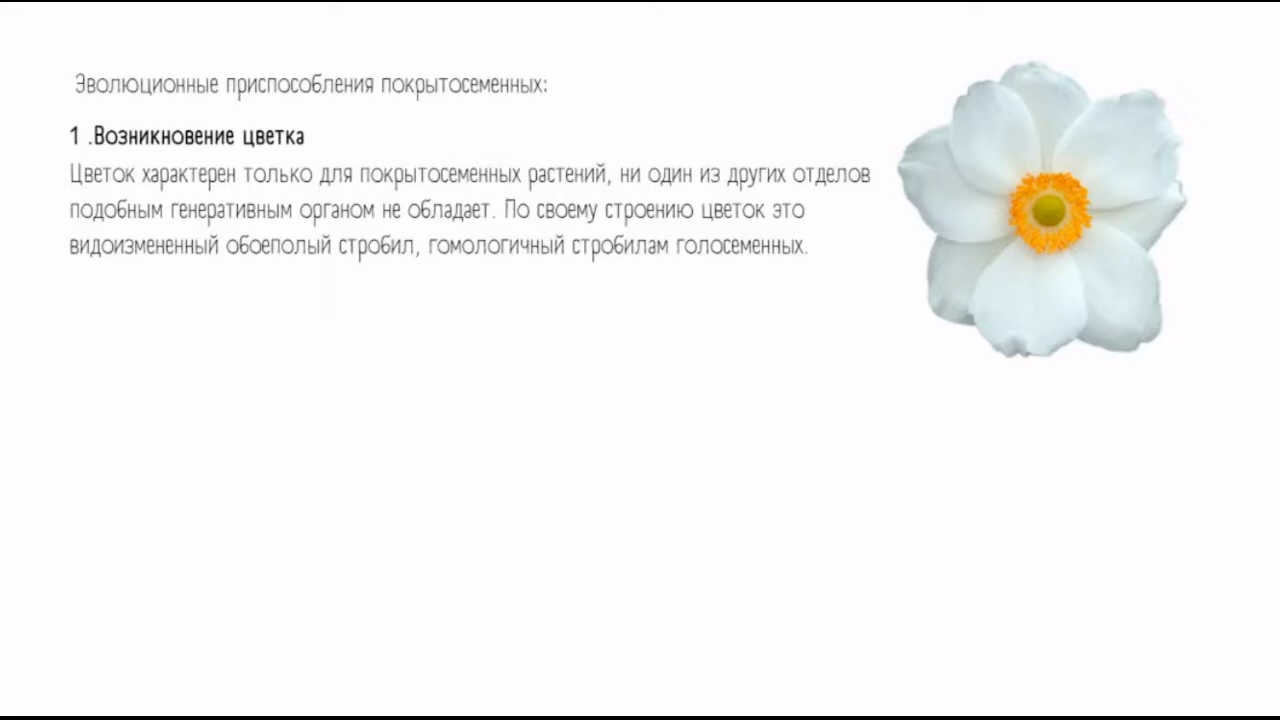 Эволюционные приспособления покрытосеменных:
1 .Возникновение цветка
Цветок характерен только для покрытосеменных растений, ни один из других отделов
подобным генеративным органом не обладает. По своему строению цветок это
видоизмененный обоеполый стробил, гомологичный стробилам голосеменных.